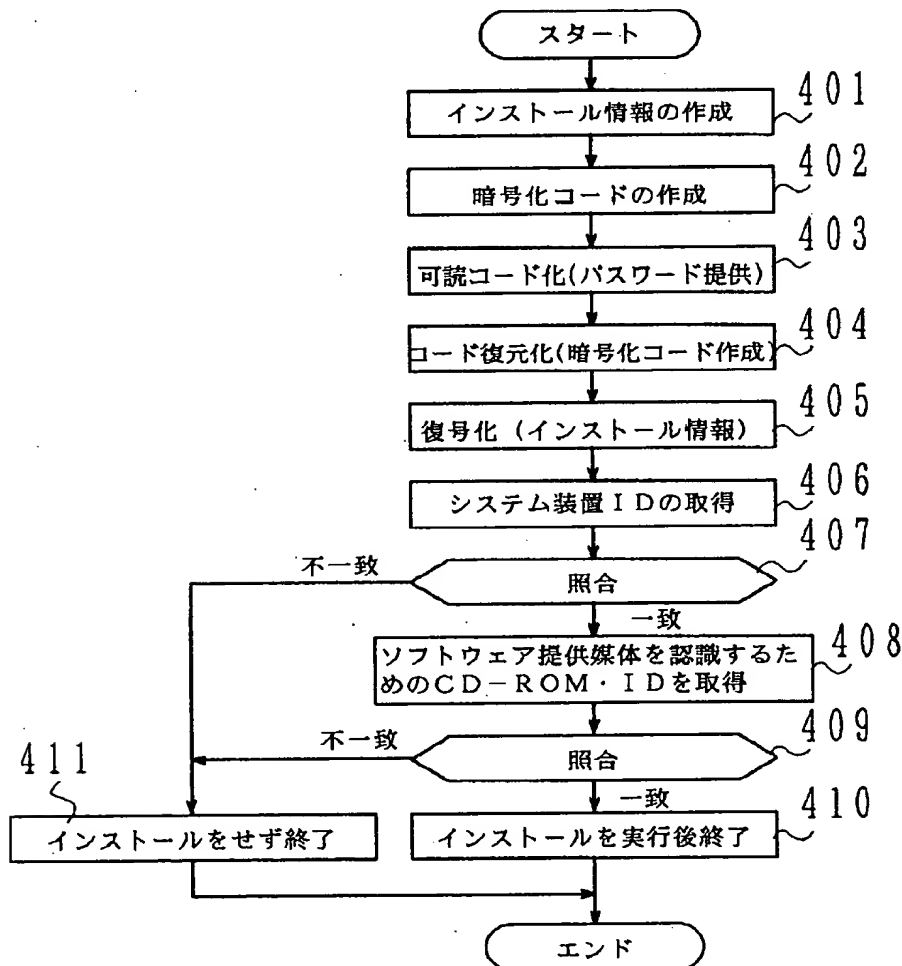 スタート
401
インストール情報の作成
402
暗号化コードの作成
403
可読コード化(パスワード提供)
404
コード復元化(暗号化コード作成)
405
復号化（インストール情報）
406
システム装置ＩＤの取得
407
不一致
照合
一致
408
ソフトウェア提供媒体を認識するた
めのＣＤ－ＲＯＭ・ＩＤを取得
409
不一致
照合
411
一致
410
インストールをせず終了
インストールを実行後終了
エンド